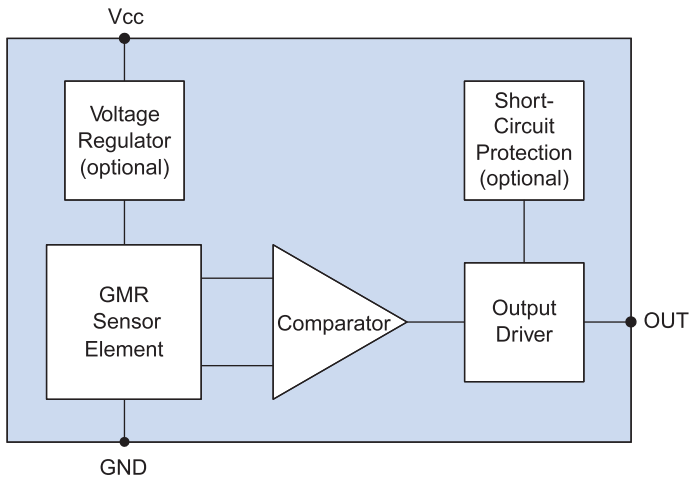 Vcc
Voltage
Regulator
(optional)
Short-
Circuit
Protection
(optional)
GMR
Sensor
Element
Comparator
Output
Driver
OUT
GND